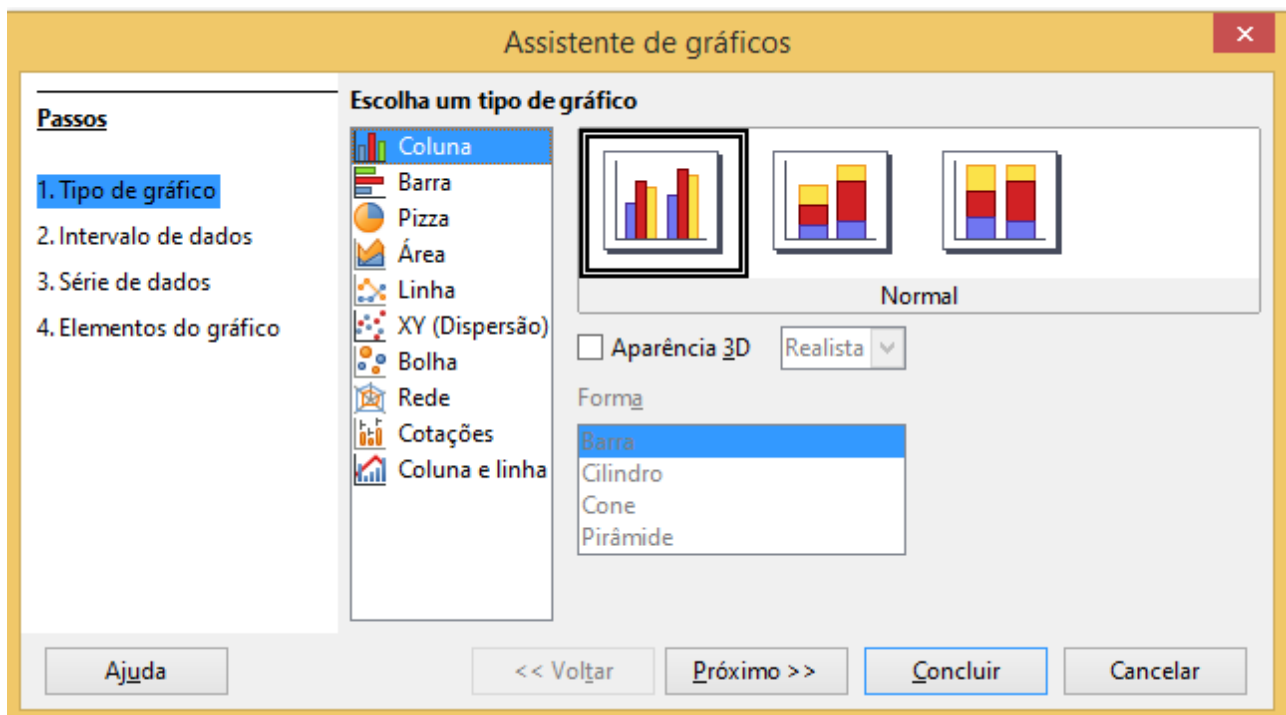 Assistente de gráficos
Passos
1. Tipo de gráfico
2. Intervalo de dados
3. Série de dados
4. Elementos do gráfico
Escolha um tipo de gráfico
Coluna
Barra
Pizza
Área
Linha
XY (Dispersão)
Bolha
Rede
Cotações
Coluna e linha
Normal
Aparência 3D Realista
Forma
Barra
Cilindro
Cone
Pirâmide
Ajuda << Voltar Próximo >> Concluir Cancelar